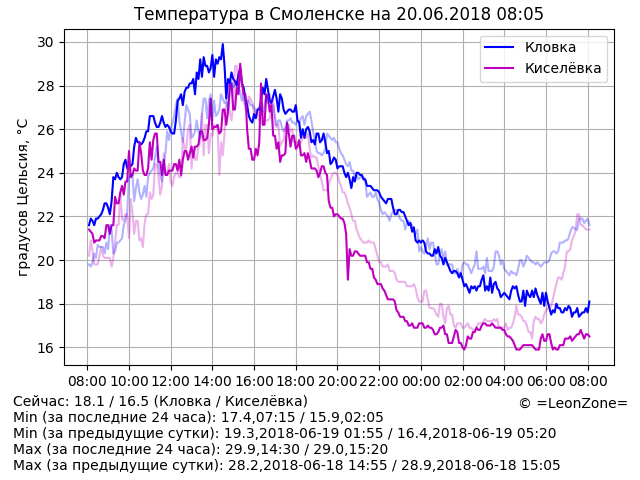 Температура в Смоленске на 20.06.2018 08:05
Кловка
Киселёвка
градусов Цельсия, °C
30
28
26
24
22
20
18
16
08:00 10:00 12:00 14:00 16:00 18:00 20:00 22:00 00:00 02:00 04:00 06:00 08:00
Сейчас: 18.1 / 16.5 (Кловка / Киселёвка)
© =LeonZone=
Min (за последние 24 часа): 17.4,07:15 / 15.9,02:05
Min (за предыдущие сутки): 19.3,2018-06-19 01:55 / 16.4,2018-06-19 05:20
Max (за последние 24 часа): 29.9,14:30 / 29.0,15:20
Max (за предыдущие сутки): 28.2,2018-06-18 14:55 / 28.9,2018-06-18 15:05